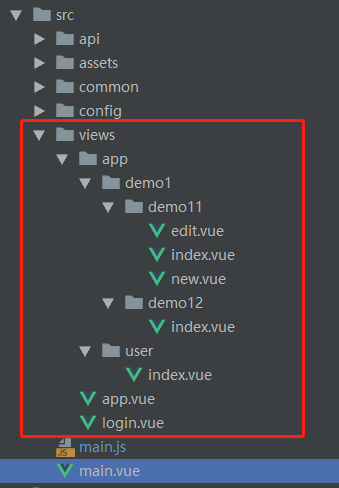 src
api
assets
common
config
views
app
demo1
demo11
edit.vue
index.vue
new.vue
demo12
index.vue
user
index.vue
app.vue
login.vue
JS main.js
main.vue